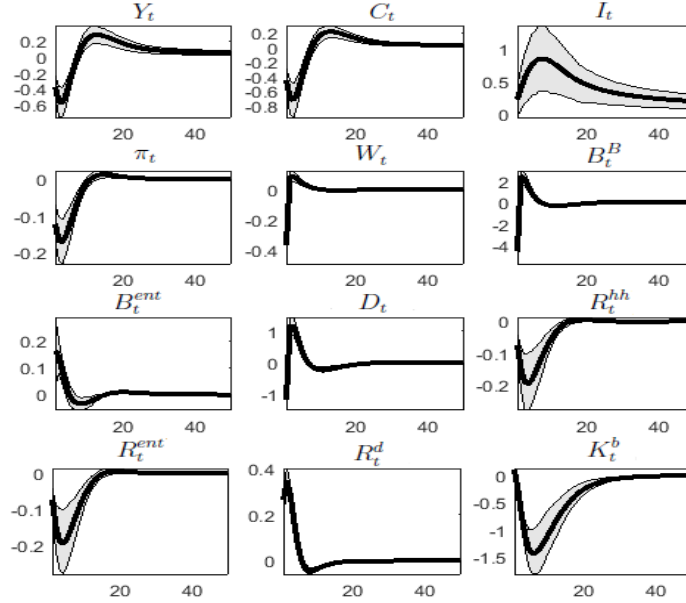 Y_t C_t I_t
0.2 0 -0.2 -0.4 -0.6
0.2 0 -0.2 -0.4 -0.6 -0.8
1 0.5 0
20 40 20 40 20 40
π_t W_t B_t^B
0 -0.1 -0.2
0 -0.2 -0.4
2 0 -2 -4
20 40 20 40 20 40
B_t^{ent} D_t R_t^{hh}
0.2 0.1 0
1 0 -1
0 -0.1 -0.2
20 40 20 40 20 40
R_t^{ent} R_t^d K_t^b
0 -0.1 -0.2
0.4 0.2 0
0 -0.5 -1 -1.5
20 40 20 40 20 40